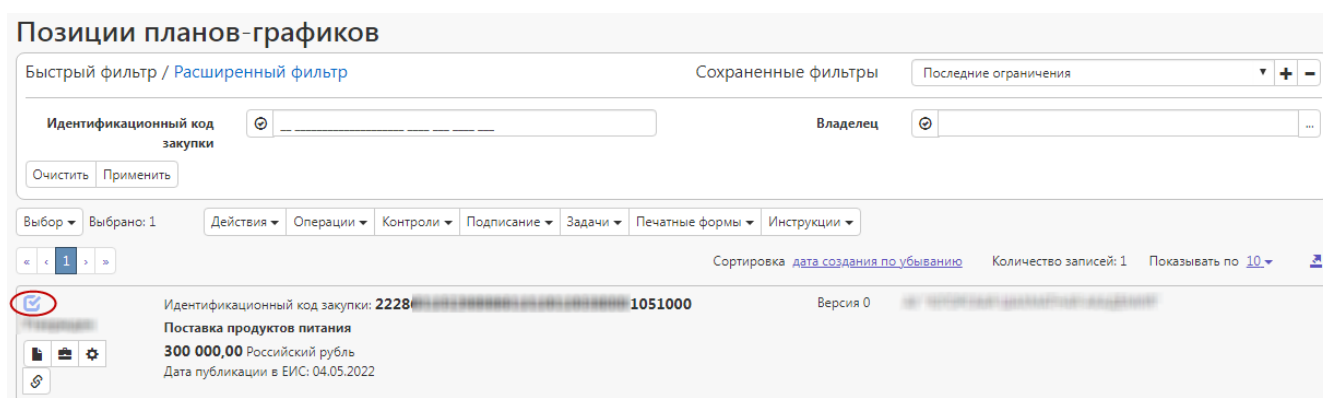 Позиции планов-графиков
Быстрый фильтр / Расширенный фильтр Сохраненные фильтры Последние ограничения
Идентификационный код закупки Владелец ...
Очистить Применить
Выбор Выбрано: 1 Действия Операции Контроли Подписание Задачи Печатные формы Инструкции
« ‹ 1 › » Сортировка дата создания по убыванию Количество записей: 1 Показывать по 10
Идентификационный код закупки: 2228 1051000 Версия 0
Поставка продуктов питания
300 000,00 Российский рубль
Дата публикации в ЕИС: 04.05.2022